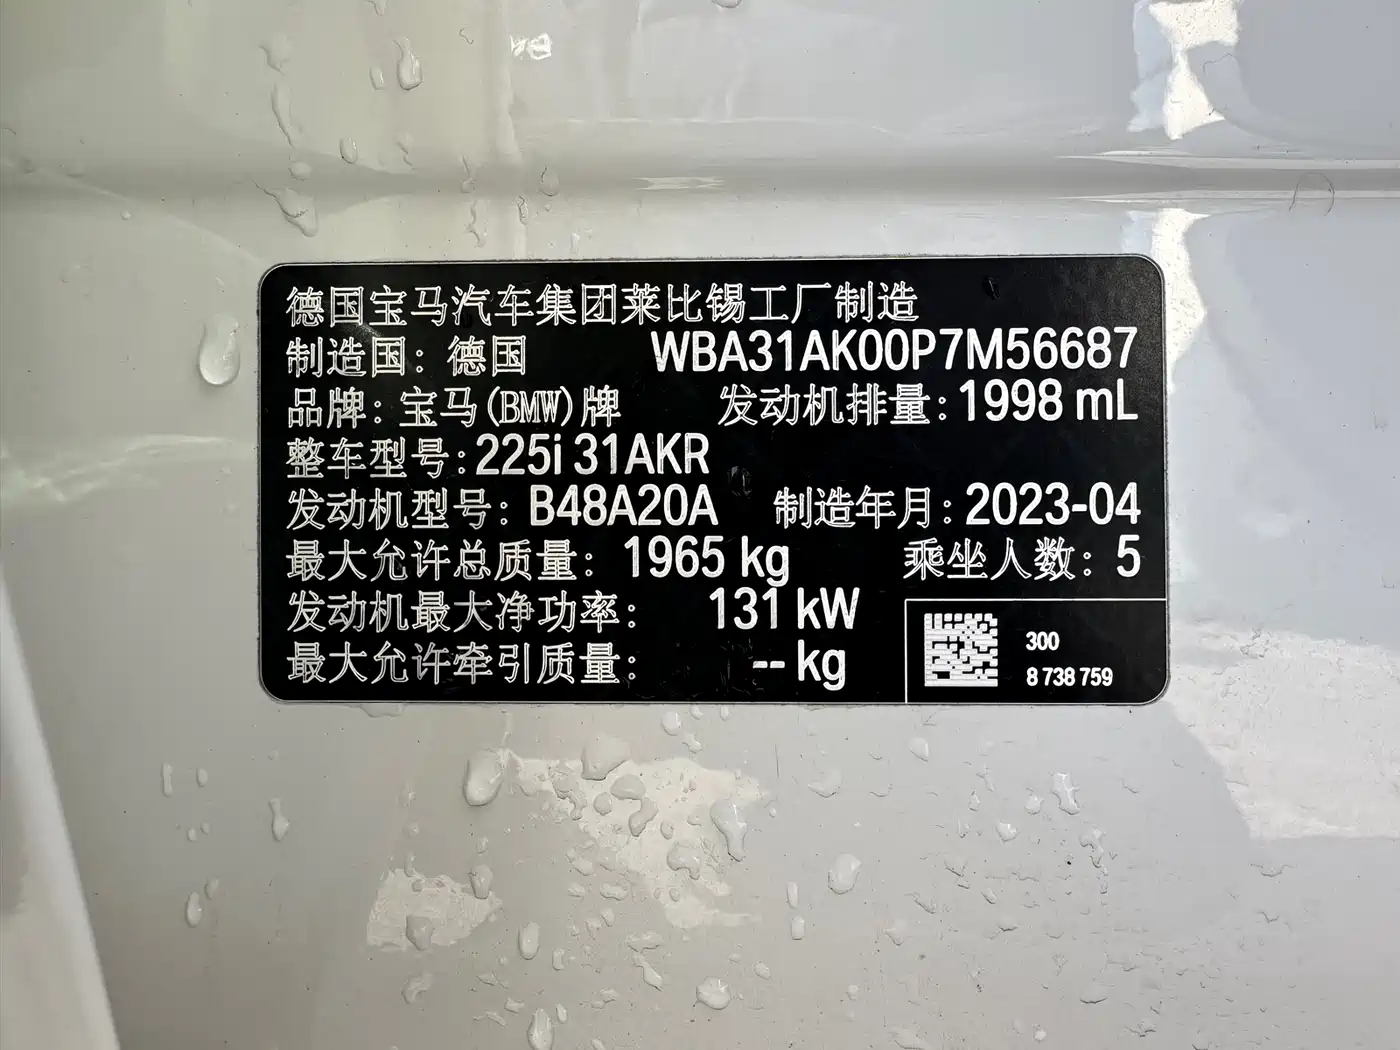 德国宝马汽车集团莱比锡工厂制造
制造国：德国 WBA31AK00P7M56687
品牌：宝马(BMW)牌 发动机排量：1998 mL
整车型号：225i 31AKR
发动机型号：B48A20A 制造年月：2023-04
最大允许总质量：1965 kg 乘坐人数：5
发动机最大净功率：131 kW
最大允许牵引质量：-- kg
300
8 738 759